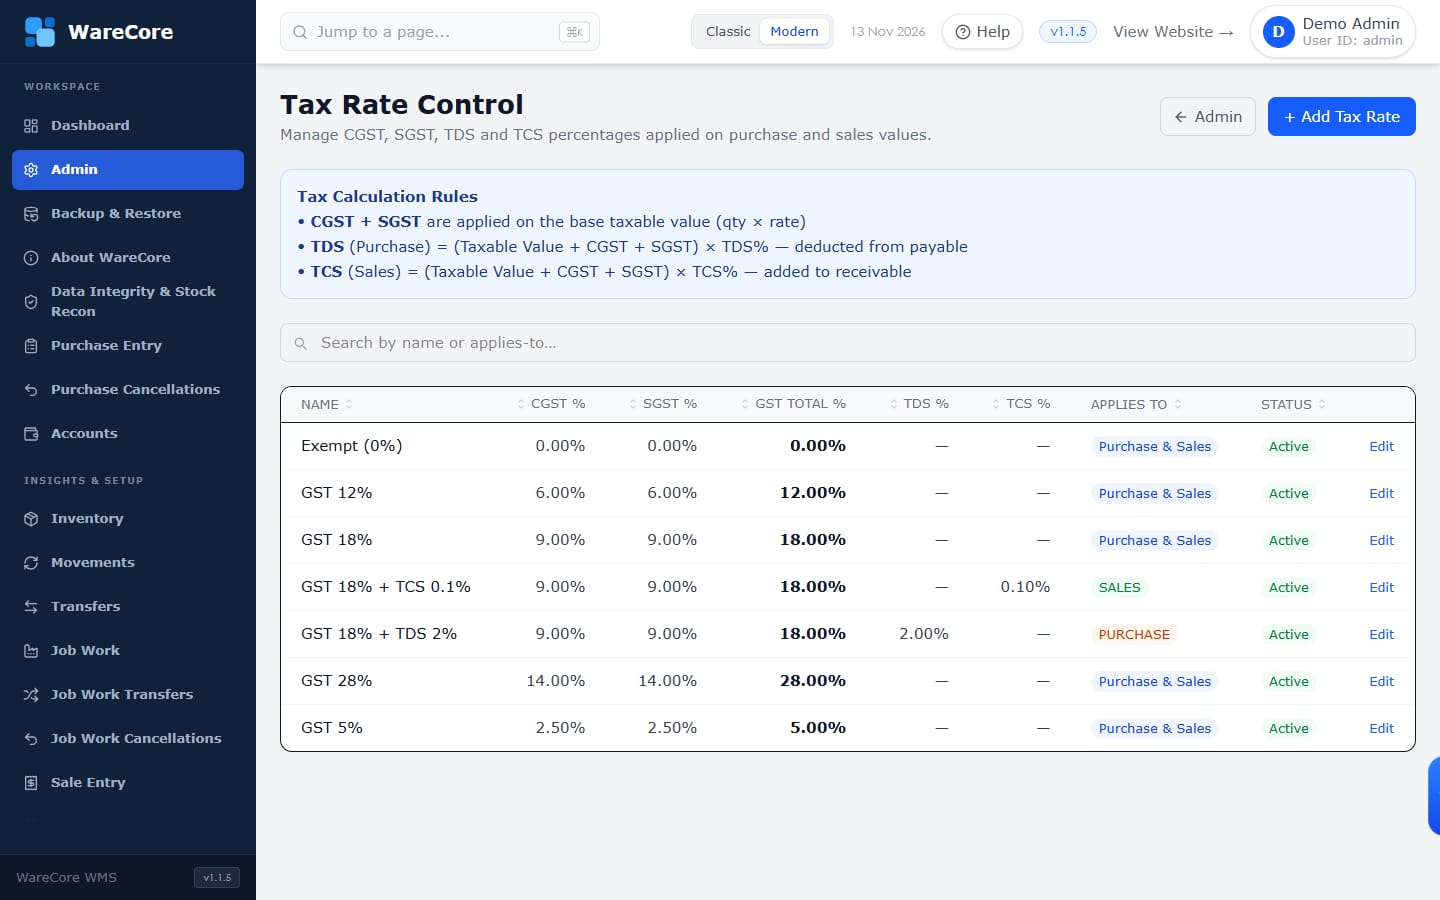 WareCore
WORKSPACE
Dashboard
Admin
Backup & Restore
About WareCore
Data Integrity & Stock
Recon
Purchase Entry
Purchase Cancellations
Accounts
INSIGHTS & SETUP
Inventory
Movements
Transfers
Job Work
Job Work Transfers
Job Work Cancellations
Sale Entry
WareCore WMS
v1.1.5
Jump to a page...
⌘K
Classic
Modern
13 Nov 2026
Help
v1.1.5
View Website →
D
Demo Admin
User ID: admin
Tax Rate Control
Manage CGST, SGST, TDS and TCS percentages applied on purchase and sales values.
← Admin
+ Add Tax Rate
Tax Calculation Rules
• CGST + SGST are applied on the base taxable value (qty × rate)
• TDS (Purchase) = (Taxable Value + CGST + SGST) × TDS% — deducted from payable
• TCS (Sales) = (Taxable Value + CGST + SGST) × TCS% — added to receivable
Search by name or applies-to...
NAME CGST % SGST % GST TOTAL % TDS % TCS % APPLIES TO STATUS
Exempt (0%) 0.00% 0.00% 0.00% — — Purchase & Sales Active Edit
GST 12% 6.00% 6.00% 12.00% — — Purchase & Sales Active Edit
GST 18% 9.00% 9.00% 18.00% — — Purchase & Sales Active Edit
GST 18% + TCS 0.1% 9.00% 9.00% 18.00% — 0.10% SALES Active Edit
GST 18% + TDS 2% 9.00% 9.00% 18.00% 2.00% — PURCHASE Active Edit
GST 28% 14.00% 14.00% 28.00% — — Purchase & Sales Active Edit
GST 5% 2.50% 2.50% 5.00% — — Purchase & Sales Active Edit